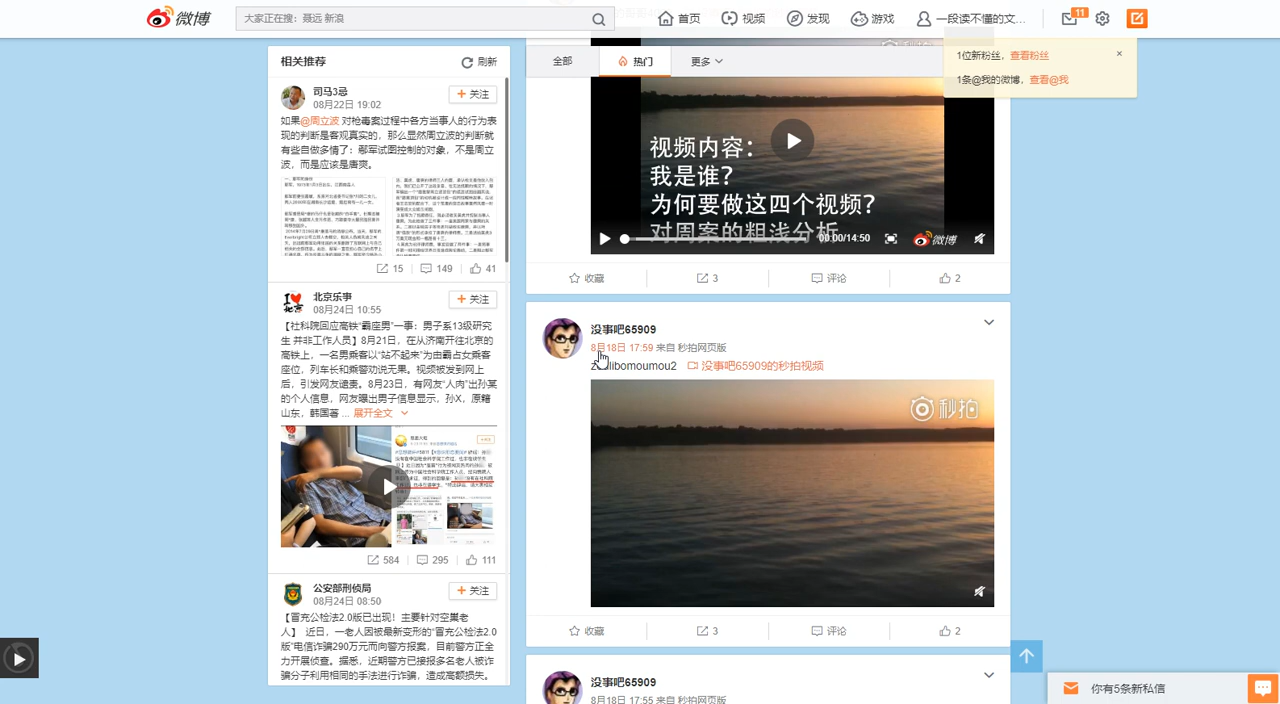 微博
大家正在搜：聂远 新浪
首页
视频
发现
游戏
一段读不懂的文...
11
1位新粉丝，查看粉丝
1条@我的微博，查看@我
相关推荐
刷新
司马3忌
08月22日 19:02
+ 关注
如果@周立波 对枪毒案过程中各方当事人的行为表
现的判断是客观真实的，那么显然周立波的判断就
有些自做多情了：鄢军试图控制的对象，不是周立
波，而是应该是唐爽。
15
149
41
北京乐事
08月24日 10:55
+ 关注
【社科院回应高铁“霸座男”一事：男子系13级研究
生 并非工作人员】8月21日，在从济南开往北京的
高铁上，一名男乘客以“站不起来”为由霸占女乘客
座位，列车长和乘警劝说无果。视频被发到网上
后，引发网友谴责。8月23日，有网友“人肉”出孙某
的个人信息，网友曝出男子信息显示，孙X，原籍
山东，韩国著 ... 展开全文
584
295
111
公安部刑侦局
08月24日 08:50
+ 关注
【冒充公检法2.0版已出现！主要针对空巢老
人】 近日，一老人因被最新变形的“冒充公检法2.0
版”电信诈骗290万元而向警方报案，目前警方正全
力开展侦查。据悉，近期警方已接报多名老人被诈
骗分子利用相同的手法进行诈骗，造成高额损失。
全部
热门
更多
视频内容：
我是谁？
为何要做这四个视频？
对周客的粗浅分析
14:50
微博
收藏
3
评论
2
没事吧65909
8月18日 17:59 来自 秒拍网页版
libomoumou2 没事吧65909的秒拍视频
秒拍
收藏
3
评论
2
没事吧65909
8月18日 17:55 来自 秒拍网页版
你有5条新私信